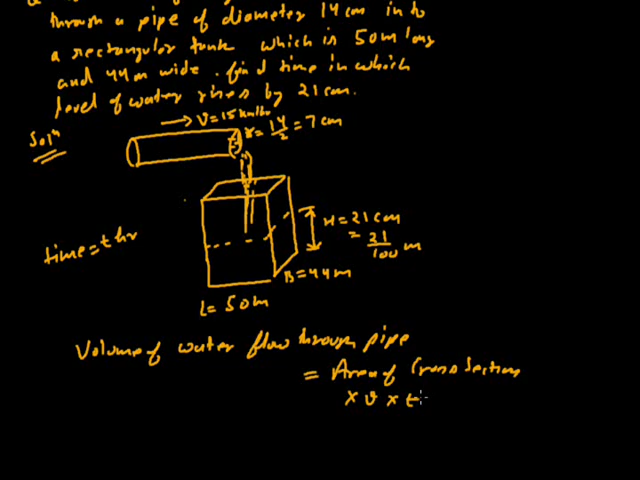 through a pipe of diameter 14 cm in to
a rectangular tank which is 50m long
and 44m wide . find time in which
level of water rises by 21 cm.
Solⁿ
→ V = 15 km/hr
r = 14/2 = 7 cm
H = 21 cm
= 21/100 m
time = t hr
B = 44 m
l = 50 m
Volume of water flow through pipe
= Area of Cross Section
× v × t